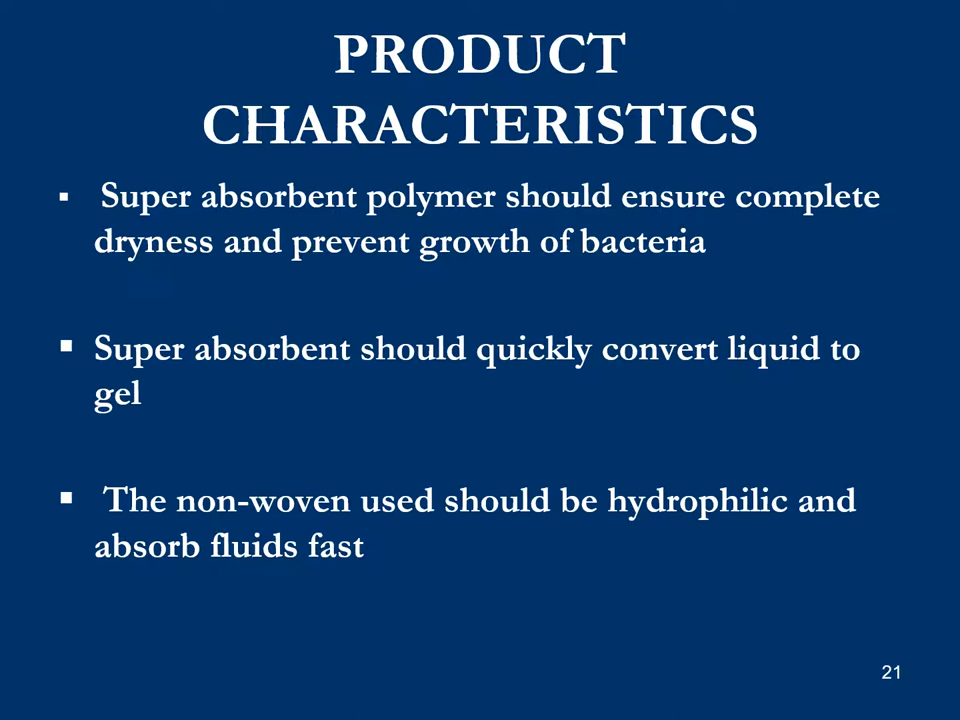 PRODUCT
CHARACTERISTICS
▪ Super absorbent polymer should ensure complete
dryness and prevent growth of bacteria
▪ Super absorbent should quickly convert liquid to
gel
▪ The non-woven used should be hydrophilic and
absorb fluids fast
21